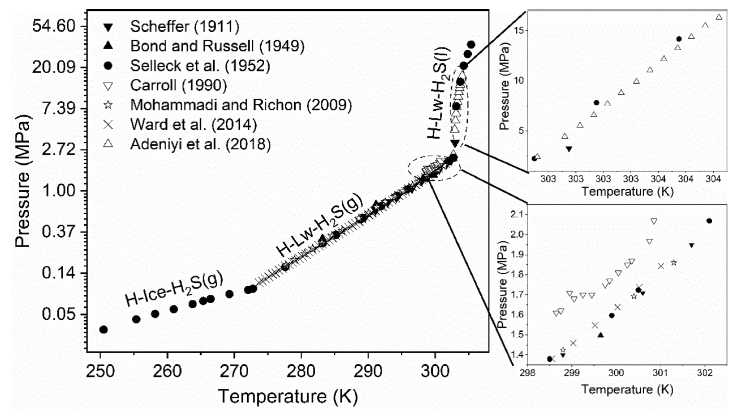 54.60
20.09
7.39
2.72
1.00
0.37
0.14
0.05
Pressure (MPa)
250
260
270
280
290
300
Temperature (K)
Scheffer (1911)
Bond and Russell (1949)
Selleck et al. (1952)
Carroll (1990)
Mohammadi and Richon (2009)
Ward et al. (2014)
Adeniyi et al. (2018)
H-Ice-H2S(g)
H-Lw-H2S(g)
H-Lw-H2S(l)
15
10
5
Pressure (MPa)
303
303
303
304
304
304
Temperature (K)
2.1
2.0
1.9
1.8
1.7
1.6
1.5
1.4
Pressure (MPa)
298
299
300
301
302
Temperature (K)